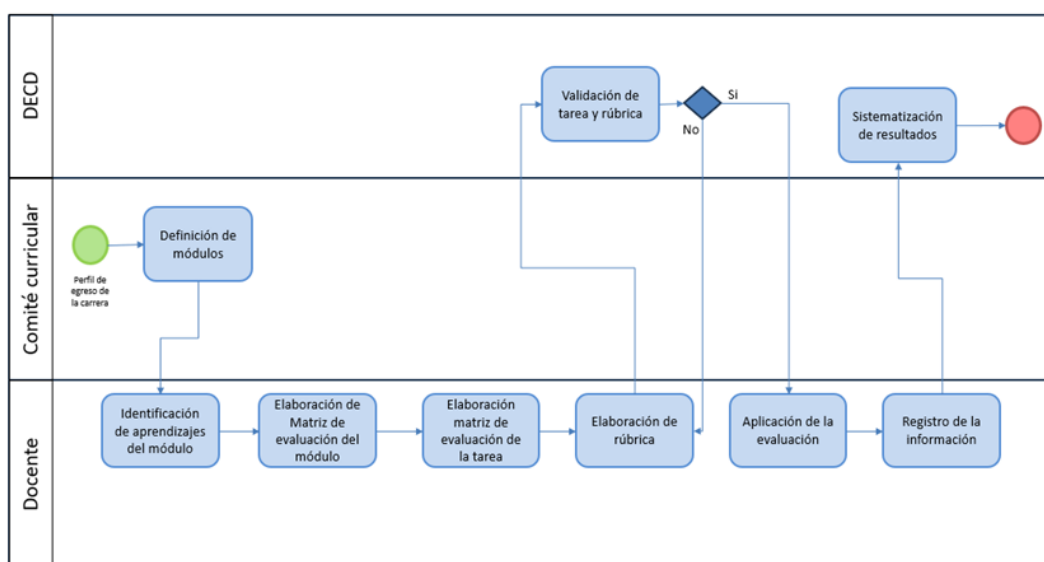 DECD
Validación de
tarea y rúbrica
Si
No
Sistematización
de resultados
Comité curricular
Perfil de
egreso de
la carrera
Definición de
módulos
Docente
Identificación
de aprendizajes
del módulo
Elaboración de
Matriz de
evaluación del
módulo
Elaboración
matriz de
evaluación de
la tarea
Elaboración de
rúbrica
Aplicación de la
evaluación
Registro de la
información